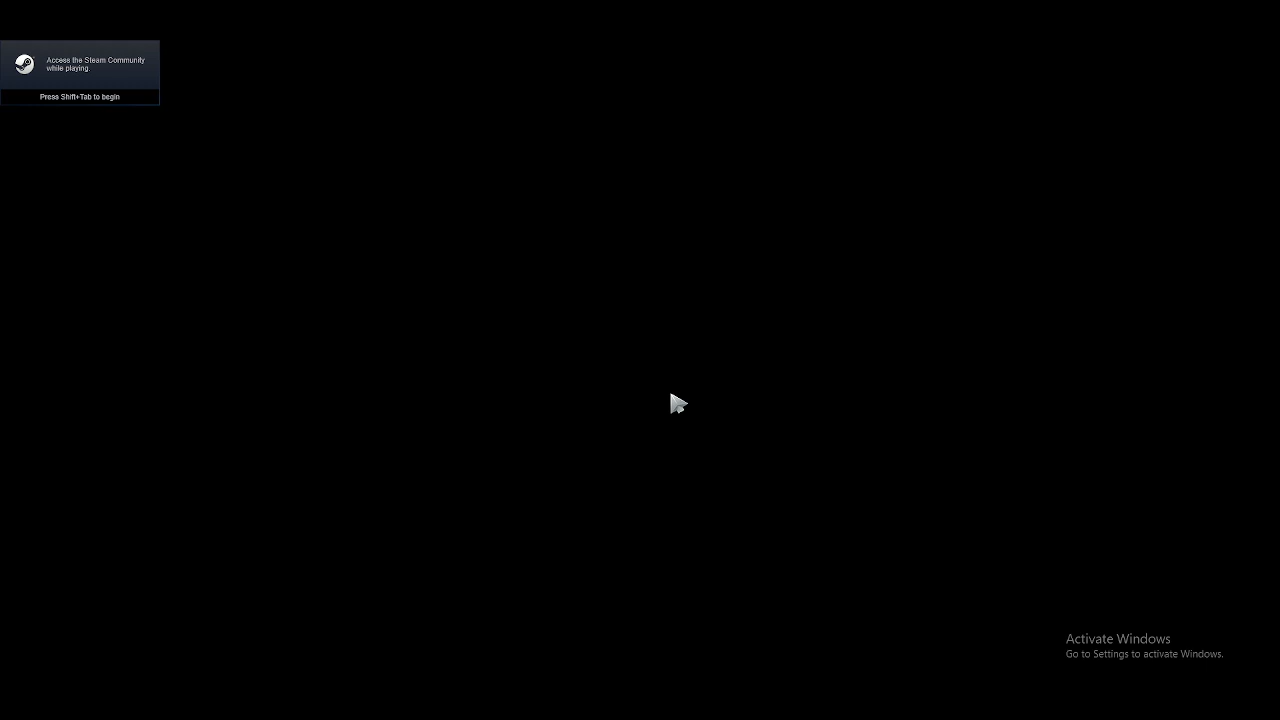 Access the Steam Community
while playing.
Press Shift+Tab to begin
Activate Windows
Go to Settings to activate Windows.